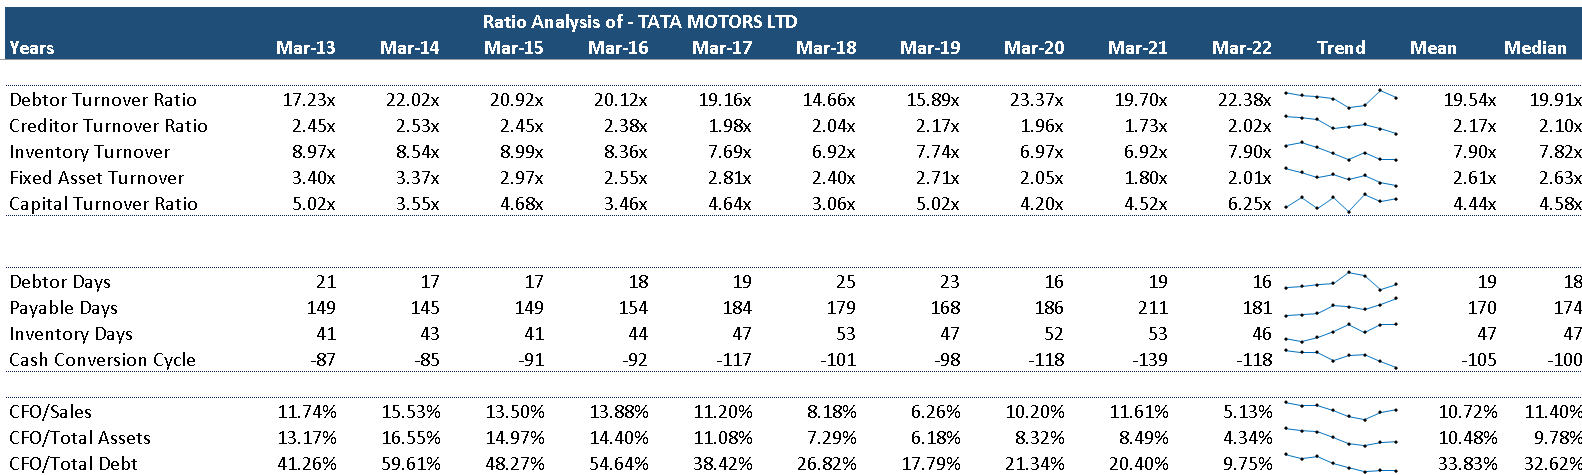 Ratio Analysis of - TATA MOTORS LTD
Years Mar-13 Mar-14 Mar-15 Mar-16 Mar-17 Mar-18 Mar-19 Mar-20 Mar-21 Mar-22 Trend Mean Median
Debtor Turnover Ratio 17.23x 22.02x 20.92x 20.12x 19.16x 14.66x 15.89x 23.37x 19.70x 22.38x 19.54x 19.91x
Creditor Turnover Ratio 2.45x 2.53x 2.45x 2.38x 1.98x 2.04x 2.17x 1.96x 1.73x 2.02x 2.17x 2.10x
Inventory Turnover 8.97x 8.54x 8.99x 8.36x 7.69x 6.92x 7.74x 6.97x 6.92x 7.90x 7.90x 7.82x
Fixed Asset Turnover 3.40x 3.37x 2.97x 2.55x 2.81x 2.40x 2.71x 2.05x 1.80x 2.01x 2.61x 2.63x
Capital Turnover Ratio 5.02x 3.55x 4.68x 3.46x 4.64x 3.06x 5.02x 4.20x 4.52x 6.25x 4.44x 4.58x
Debtor Days 21 17 17 18 19 25 23 16 19 16 19 18
Payable Days 149 145 149 154 184 179 168 186 211 181 170 174
Inventory Days 41 43 41 44 47 53 47 52 53 46 47 47
Cash Conversion Cycle -87 -85 -91 -92 -117 -101 -98 -118 -139 -118 -105 -100
CFO/Sales 11.74% 15.53% 13.50% 13.88% 11.20% 8.18% 6.26% 10.20% 11.61% 5.13% 10.72% 11.40%
CFO/Total Assets 13.17% 16.55% 14.97% 14.40% 11.08% 7.29% 6.18% 8.32% 8.49% 4.34% 10.48% 9.78%
CFO/Total Debt 41.26% 59.61% 48.27% 54.64% 38.42% 26.82% 17.79% 21.34% 20.40% 9.75% 33.83% 32.62%